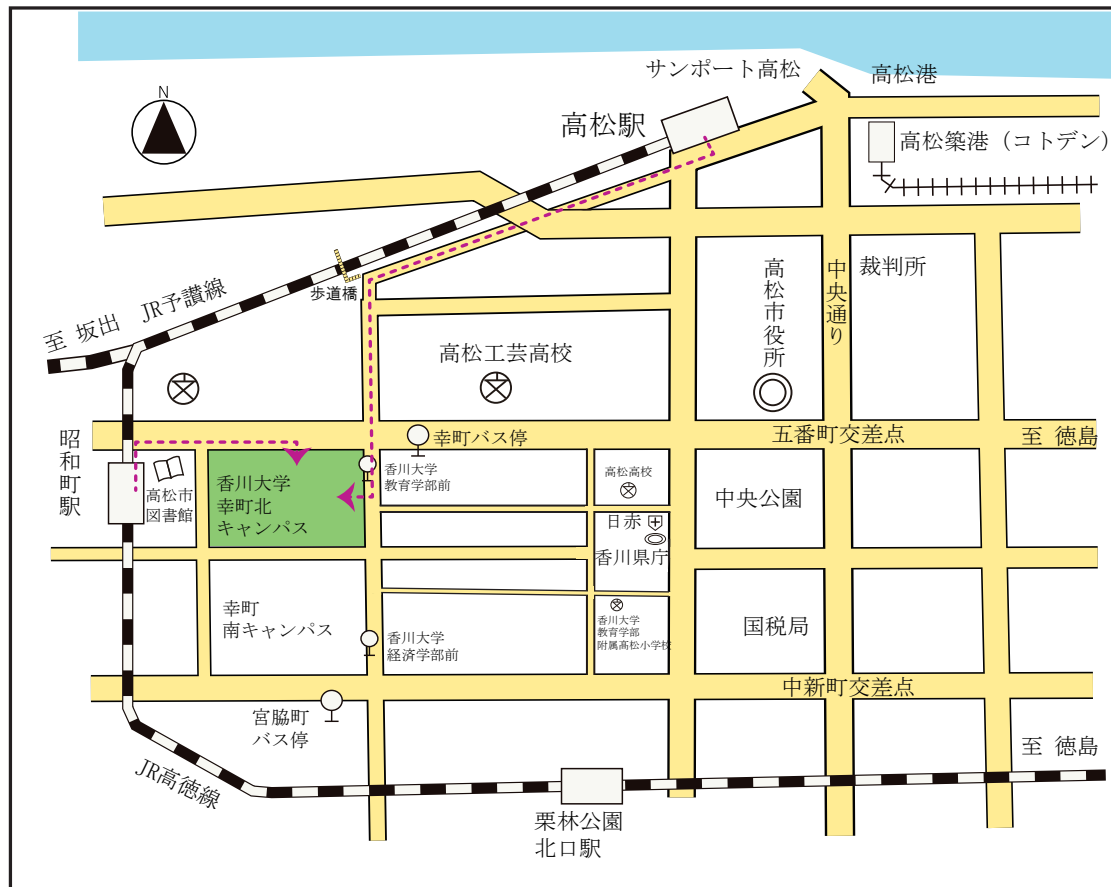 N
サンポート高松
高松港
高松駅
高松築港（コトデン）
歩道橋
JR予讃線
至 坂出
高松市役所
中央通り
裁判所
高松工芸高校
昭和町駅
幸町バス停
五番町交差点
至 徳島
高松市
図書館
香川大学
幸町北
キャンパス
香川大学
教育学部前
高松高校
中央公園
日赤
香川県庁
幸町
南キャンパス
香川大学
経済学部前
香川大学
教育学部
附属高松小学校
国税局
中新町交差点
宮脇町
バス停
至 徳島
JR高徳線
栗林公園
北口駅